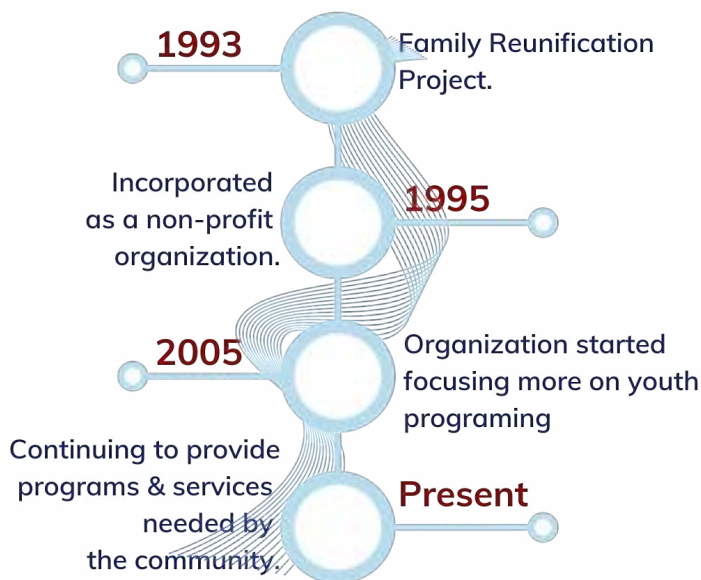 1993
Family Reunification
Project.
Incorporated
as a non-profit
organization.
1995
2005
Organization started
focusing more on youth
programing
Continuing to provide
programs & services
needed by
the community.
Present